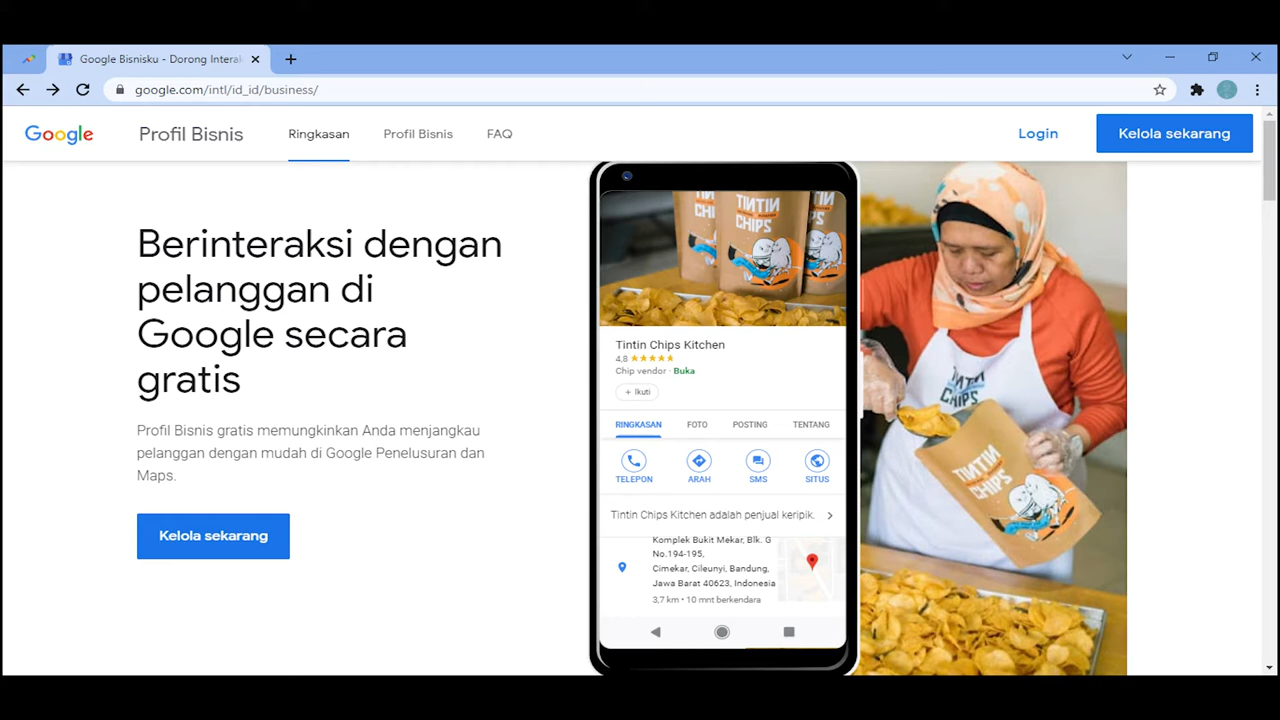 Google Bisnisku - Dorong Interak
google.com/intl/id_id/business/
Google Profil Bisnis Ringkasan Profil Bisnis FAQ Login Kelola sekarang
Berinteraksi dengan
pelanggan di
Google secara
gratis
Profil Bisnis gratis memungkinkan Anda menjangkau
pelanggan dengan mudah di Google Penelusuran dan
Maps.
Kelola sekarang
TINTIN
CHIPS
Tintin Chips Kitchen
4,8
Chip vendor · Buka
+ Ikuti
RINGKASAN FOTO POSTING TENTANG
TELEPON ARAH SMS SITUS
Tintin Chips Kitchen adalah penjual keripik.
Komplek Bukit Mekar, Blk. G
No.194-195,
Cimekar, Cileunyi, Bandung,
Jawa Barat 40623, Indonesia
3,7 km • 10 mnt berkendara
TINTIN
CHIPS
TINTIN
CHIPS